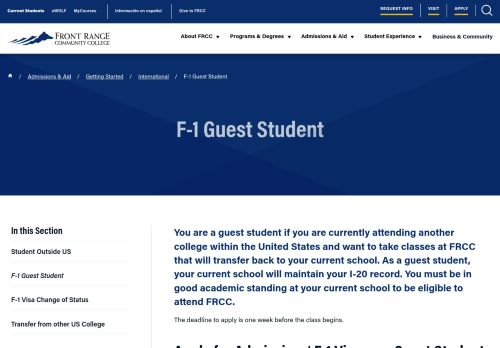 Current Students eWOLF MyCourses Información en español Give to FRCC REQUEST INFO VISIT APPLY
FRONT RANGE
COMMUNITY COLLEGE
About FRCC Programs & Degrees Admissions & Aid Student Experience Business & Community
/ Admissions & Aid / Getting Started / International / F-1 Guest Student
F-1 Guest Student
In this Section
Student Outside US
F-1 Guest Student
F-1 Visa Change of Status
Transfer from other US College
You are a guest student if you are currently attending another
college within the United States and want to take classes at FRCC
that will transfer back to your current school. As a guest student,
your current school will maintain your I-20 record. You must be in
good academic standing at your current school to be eligible to
attend FRCC.
The deadline to apply is one week before the class begins.